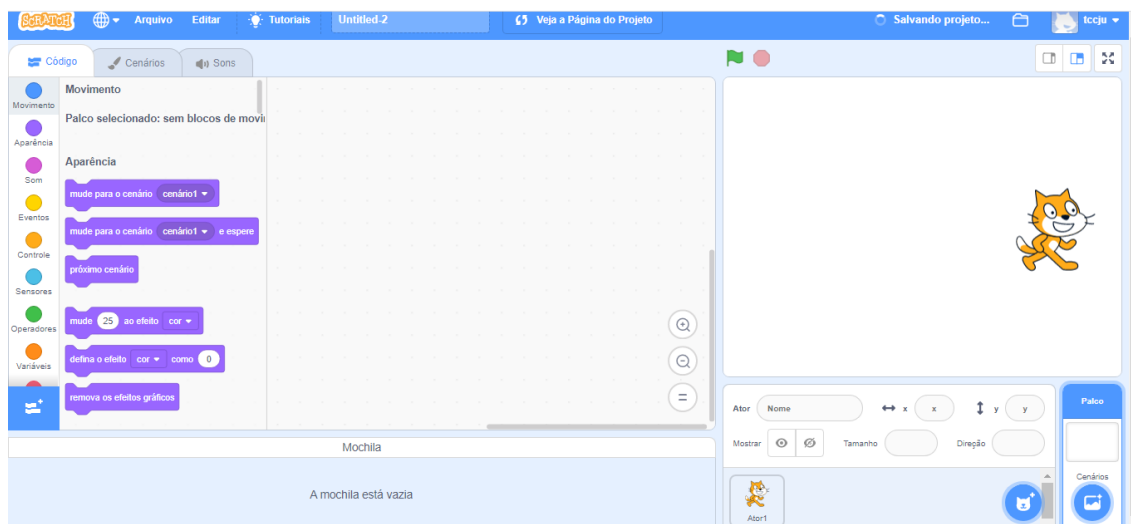 SCRATCH Arquivo Editar Tutoriais Untitled-2 Veja a Página do Projeto Salvando projeto... tccju
Código Cenários Sons
Movimento
Aparência
Som
Eventos
Controle
Sensores
Operadores
Variáveis
Movimento
Palco selecionado: sem blocos de movi
Aparência
mude para o cenário cenário1
mude para o cenário cenário1 e espere
próximo cenário
mude 25 ao efeito cor
defina o efeito cor como 0
remova os efeitos gráficos
Mochila
A mochila está vazia
Ator Nome x x y y
Mostrar Tamanho Direção
Ator1
Palco
Cenários